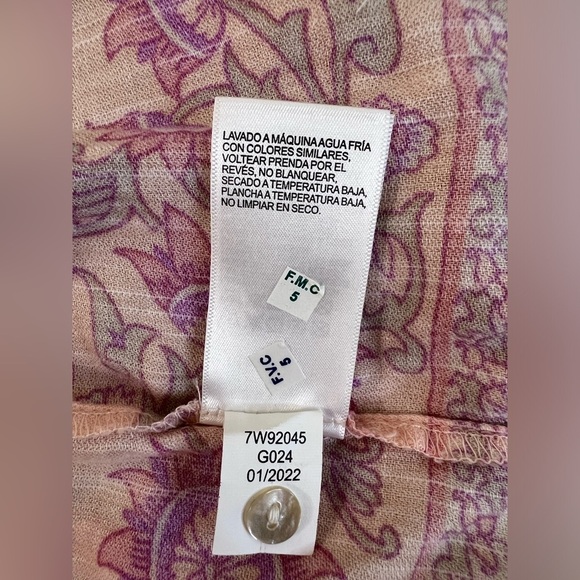 LAVADO A MÁQUINA AGUA FRÍA
CON COLORES SIMILARES,
VOLTEAR PRENDA POR EL
REVÉS, NO BLANQUEAR,
SECADO A TEMPERATURA BAJA,
PLANCHA A TEMPERATURA BAJA,
NO LIMPIAR EN SECO.
F.M.C
5
F.V.C
5
7W92045
G024
01/2022